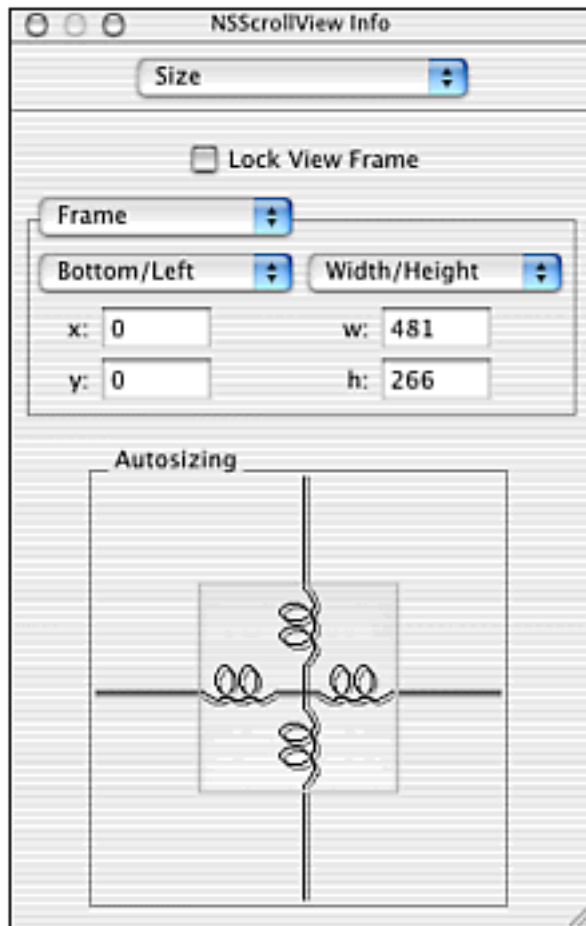 NSScrollView Info
Size
Lock View Frame
Frame
Bottom/Left Width/Height
x: 0 w: 481
y: 0 h: 266
Autosizing